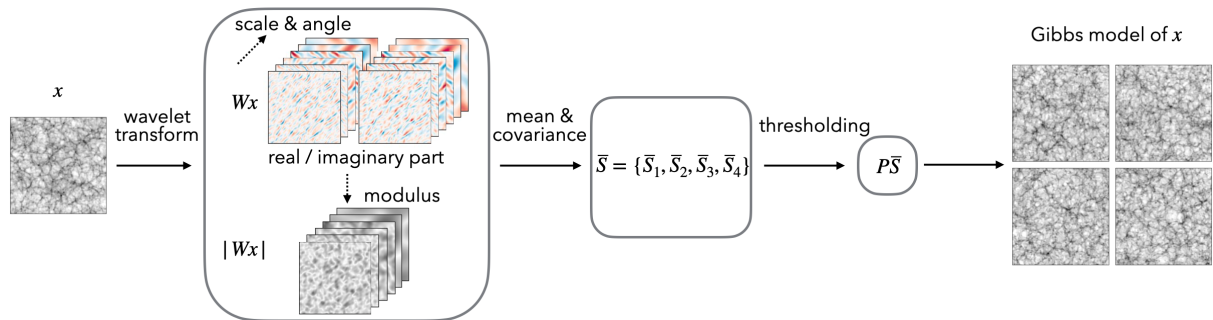 x
wavelet
transform
scale & angle
Wx
real / imaginary part
modulus
|Wx|
mean &
covariance
S̅ = {S̅₁, S̅₂, S̅₃, S̅₄}
thresholding
PS̅
Gibbs model of x